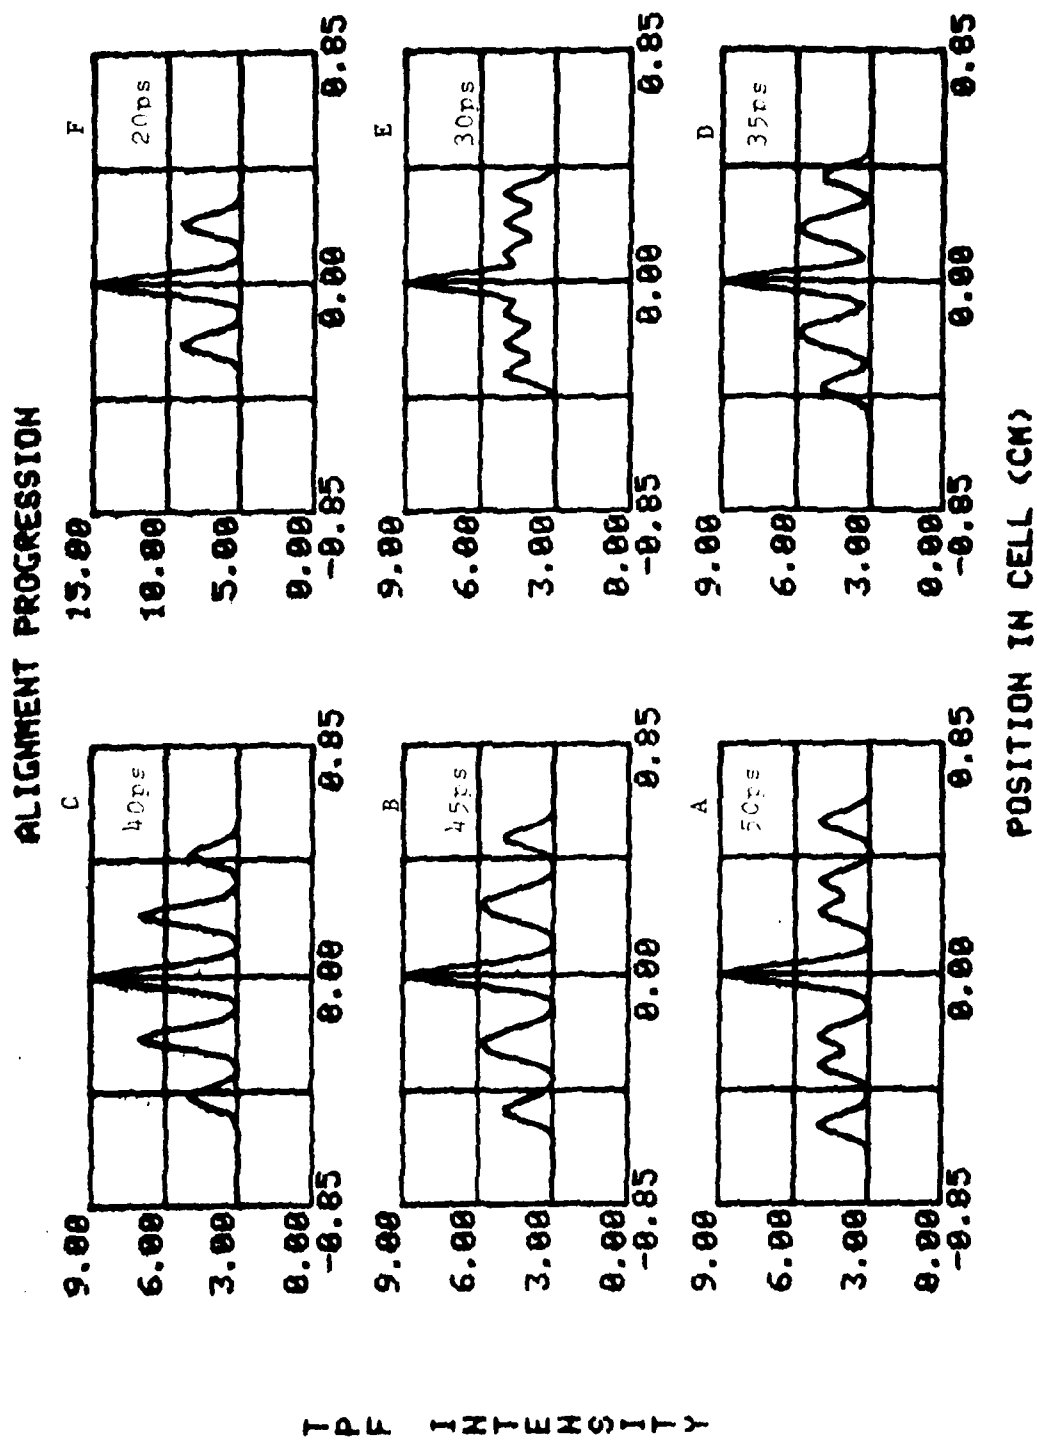 ALIGNMENT PROGRESSION
TPF INTENSITY
C
40ps
9.00
6.00
3.00
0.00
-0.85
0.00
0.85
F
20ps
15.00
10.00
5.00
0.00
-0.85
0.00
0.85
B
45ps
9.00
6.00
3.00
0.00
-0.85
0.00
0.85
E
30ps
9.00
6.00
3.00
0.00
-0.85
0.00
0.85
A
50ps
9.00
6.00
3.00
0.00
-0.85
0.00
0.85
D
35ps
9.00
6.00
3.00
0.00
-0.85
0.00
0.85
POSITION IN CELL (CM)